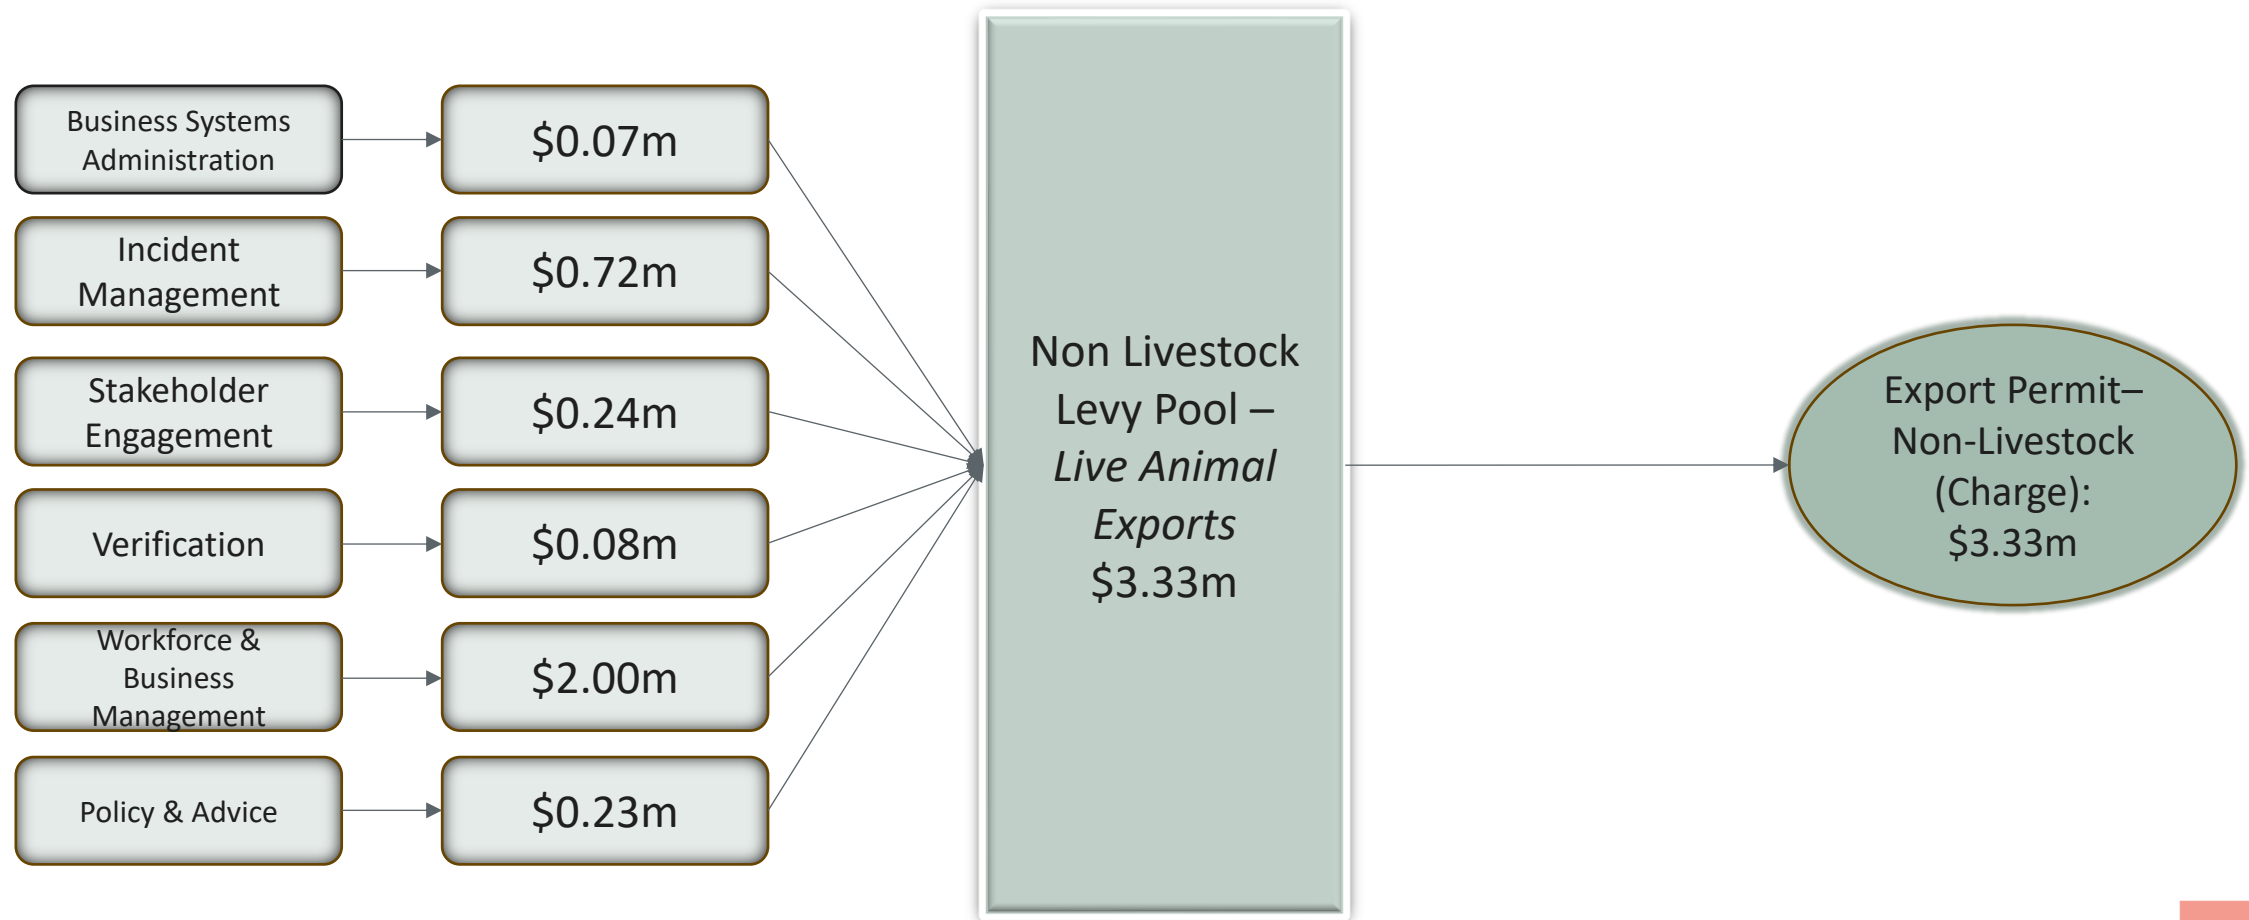 Business Systems
Administration
$0.07m
Incident
Management
$0.72m
Stakeholder
Engagement
$0.24m
Verification
$0.08m
Workforce &
Business
Management
$2.00m
Policy & Advice
$0.23m
Non Livestock
Levy Pool –
Live Animal
Exports
$3.33m
Export Permit–
Non-Livestock
(Charge):
$3.33m